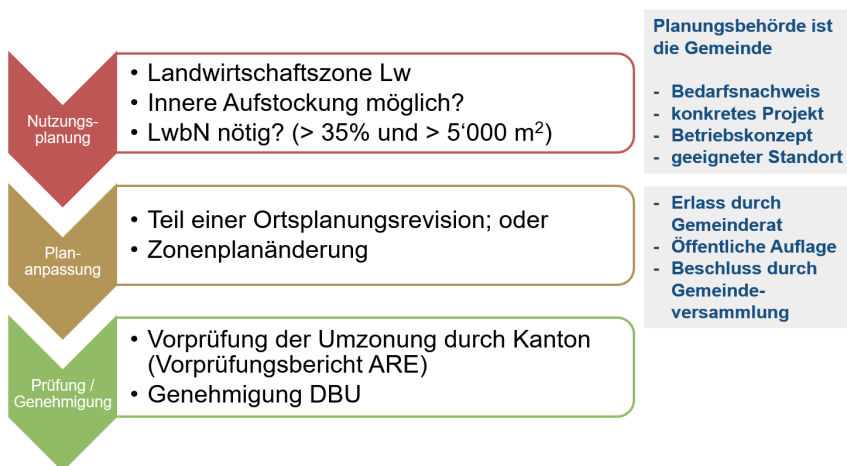 Nutzungs-
planung
• Landwirtschaftszone Lw
• Innere Aufstockung möglich?
• LwbN nötig? (> 35% und > 5‘000 m²)
Planungsbehörde ist
die Gemeinde
- Bedarfsnachweis
- konkretes Projekt
- Betriebskonzept
- geeigneter Standort
Plan-
anpassung
• Teil einer Ortsplanungsrevision; oder
• Zonenplanänderung
- Erlass durch
Gemeinderat
- Öffentliche Auflage
- Beschluss durch
Gemeinde-
versammlung
Prüfung /
Genehmigung
• Vorprüfung der Umzonung durch Kanton
(Vorprüfungsbericht ARE)
• Genehmigung DBU